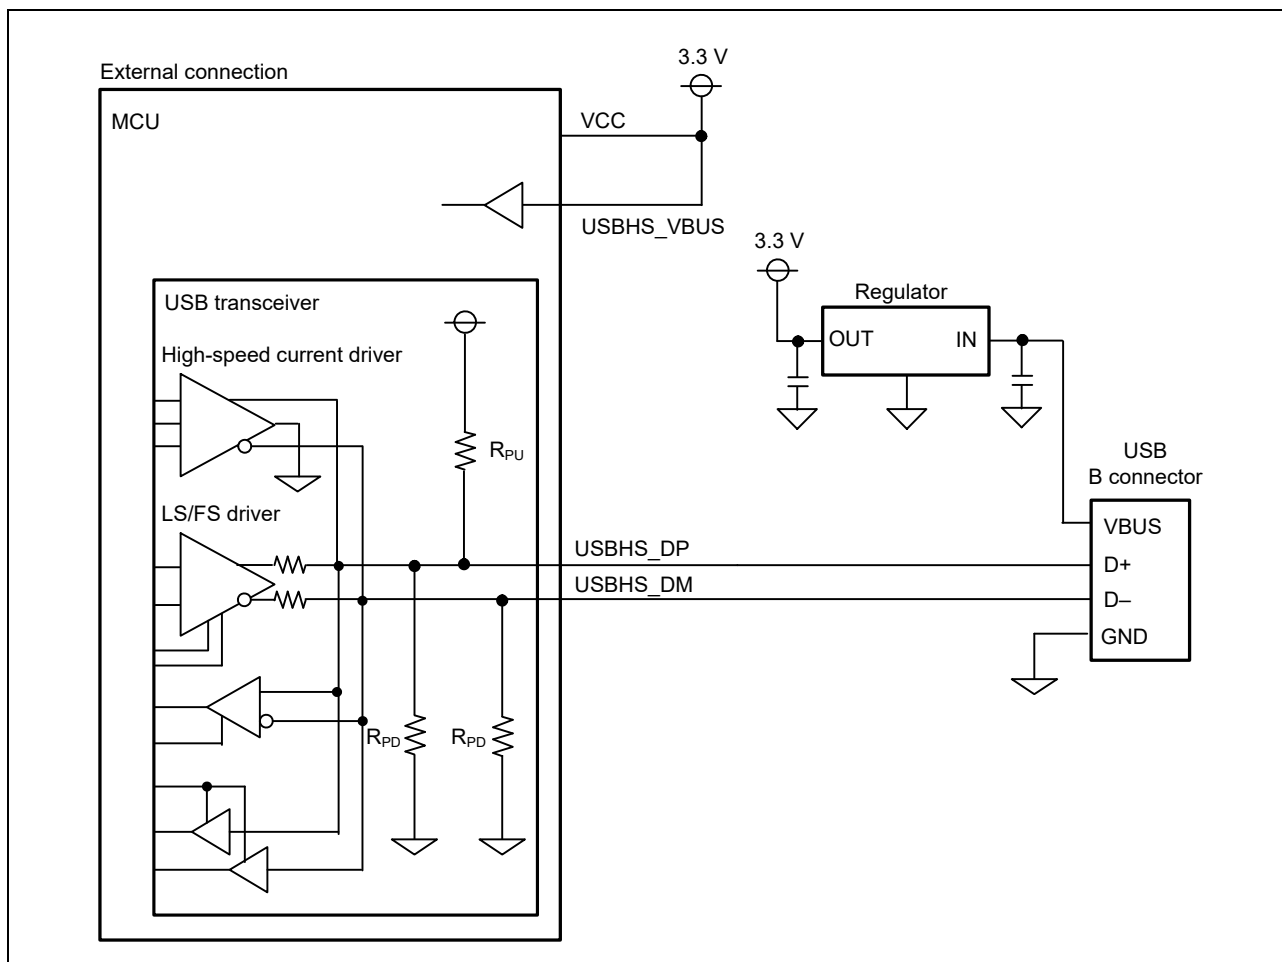 3.3 V
External connection
MCU
VCC
USBHS_VBUS
3.3 V
USB transceiver
Regulator
OUT
IN
High-speed current driver
RPU
USB
B connector
LS/FS driver
VBUS
USBHS_DP
D+
USBHS_DM
D–
GND
RPD
RPD